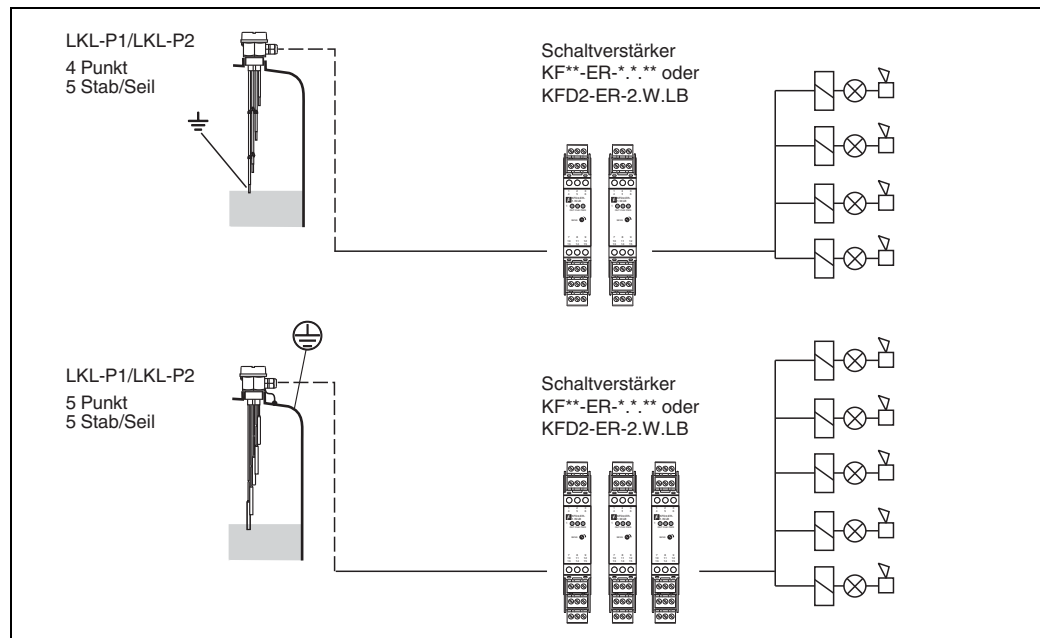 LKL-P1/LKL-P2
4 Punkt
5 Stab/Seil
Schaltverstärker
KF**-ER-*.*.** oder
KFD2-ER-2.W.LB
LKL-P1/LKL-P2
5 Punkt
5 Stab/Seil
Schaltverstärker
KF**-ER-*.*.** oder
KFD2-ER-2.W.LB